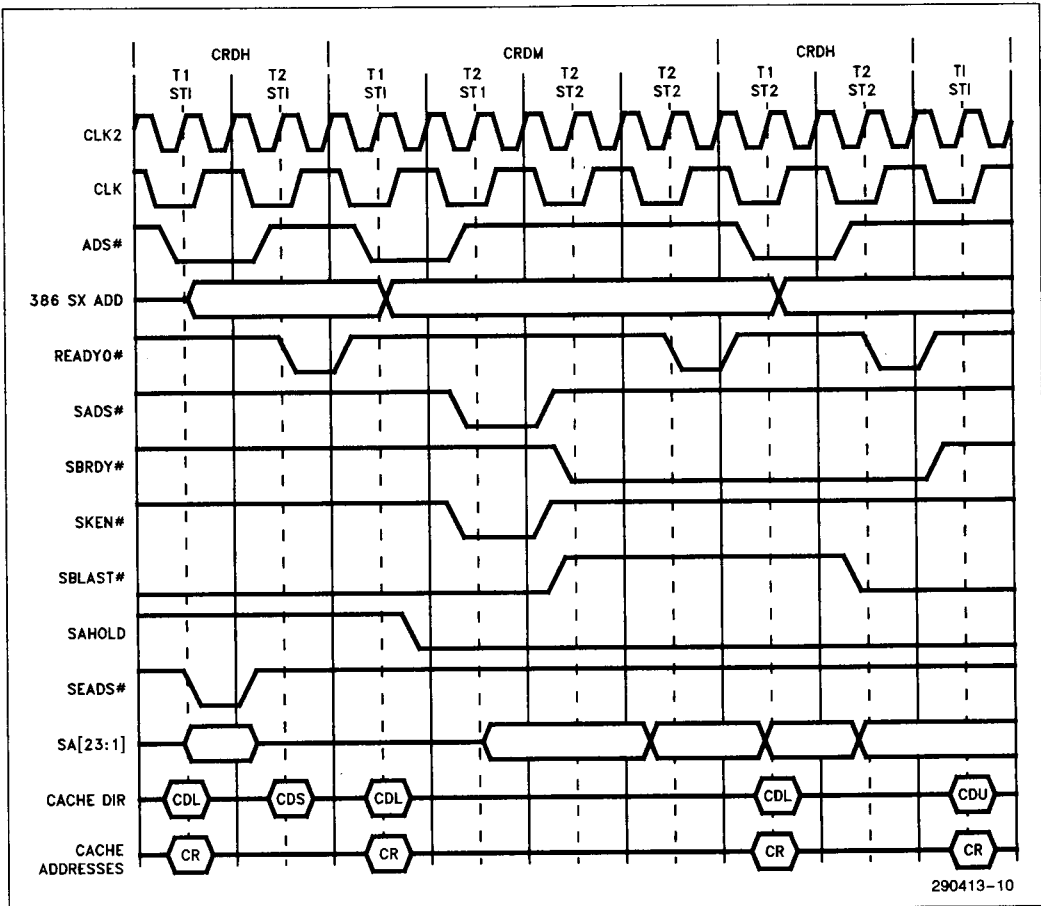 CRDH CRDM CRDH
T1 T2 T1 T2 T2 T2 T1 T2 TI
STI STI STI ST1 ST2 ST2 ST2 ST2 STI
CLK2
CLK
ADS#
386 SX ADD
READYO#
SADS#
SBRDY#
SKEN#
SBLAST#
SAHOLD
SEADS#
SA[23:1]
CACHE DIR CDL CDS CDL CDL CDU
CACHE ADDRESSES CR CR CR CR
290413-10